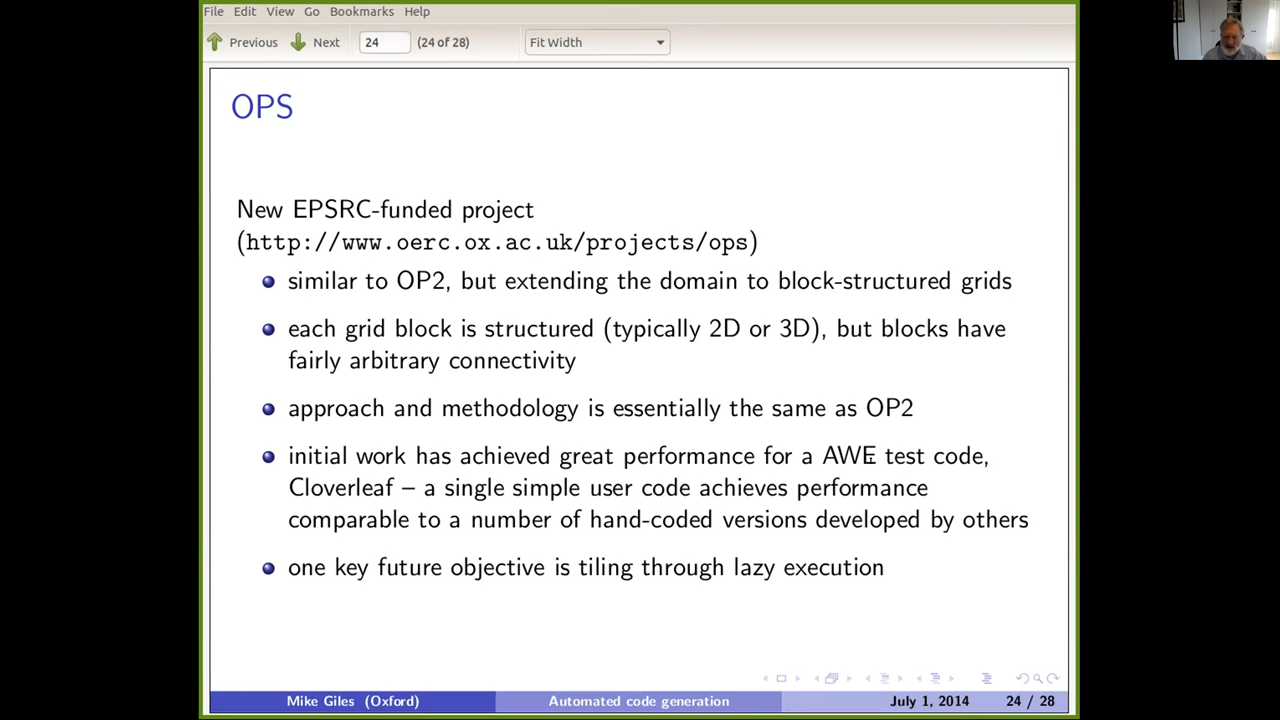 File Edit View Go Bookmarks Help
Previous Next 24 (24 of 28) Fit Width
OPS
New EPSRC-funded project
(http://www.oerc.ox.ac.uk/projects/ops)
similar to OP2, but extending the domain to block-structured grids
each grid block is structured (typically 2D or 3D), but blocks have
fairly arbitrary connectivity
approach and methodology is essentially the same as OP2
initial work has achieved great performance for a AWE test code,
Cloverleaf – a single simple user code achieves performance
comparable to a number of hand-coded versions developed by others
one key future objective is tiling through lazy execution
Mike Giles (Oxford) Automated code generation July 1, 2014 24 / 28